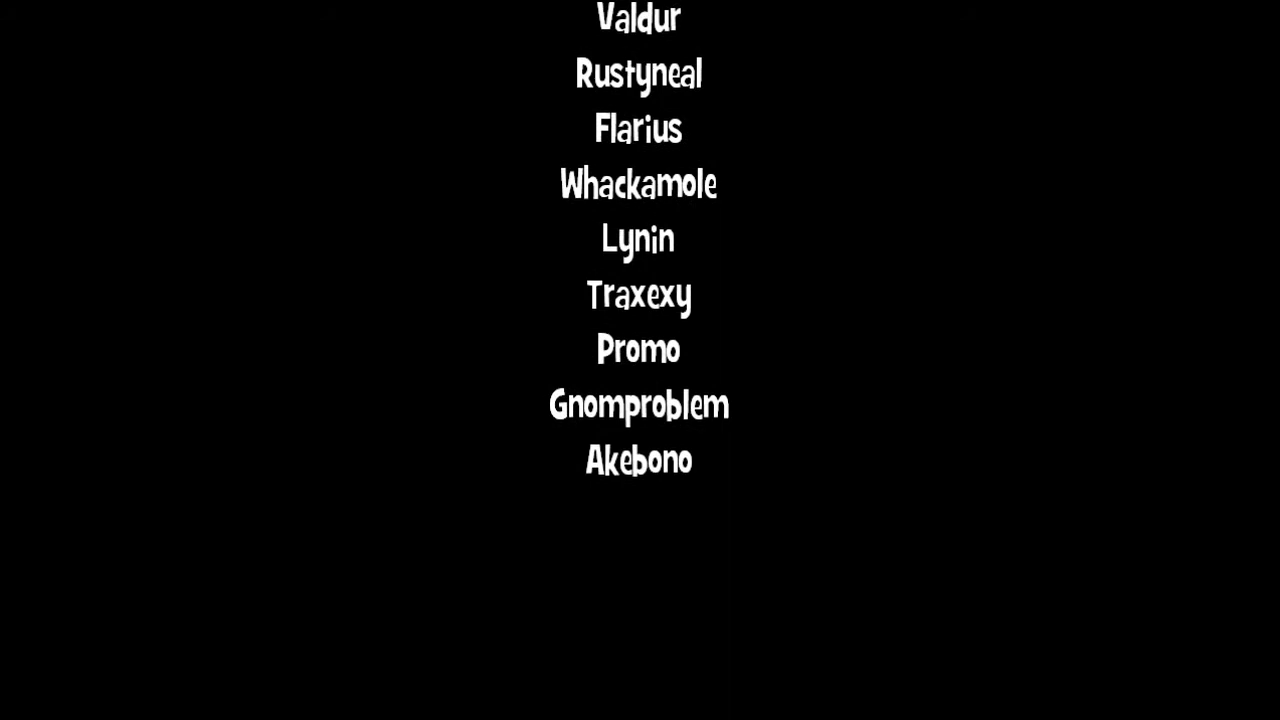 Valdur
Rustyneal
Flarius
Whackamole
Lynin
Traxexy
Promo
Gnomproblem
Akebono